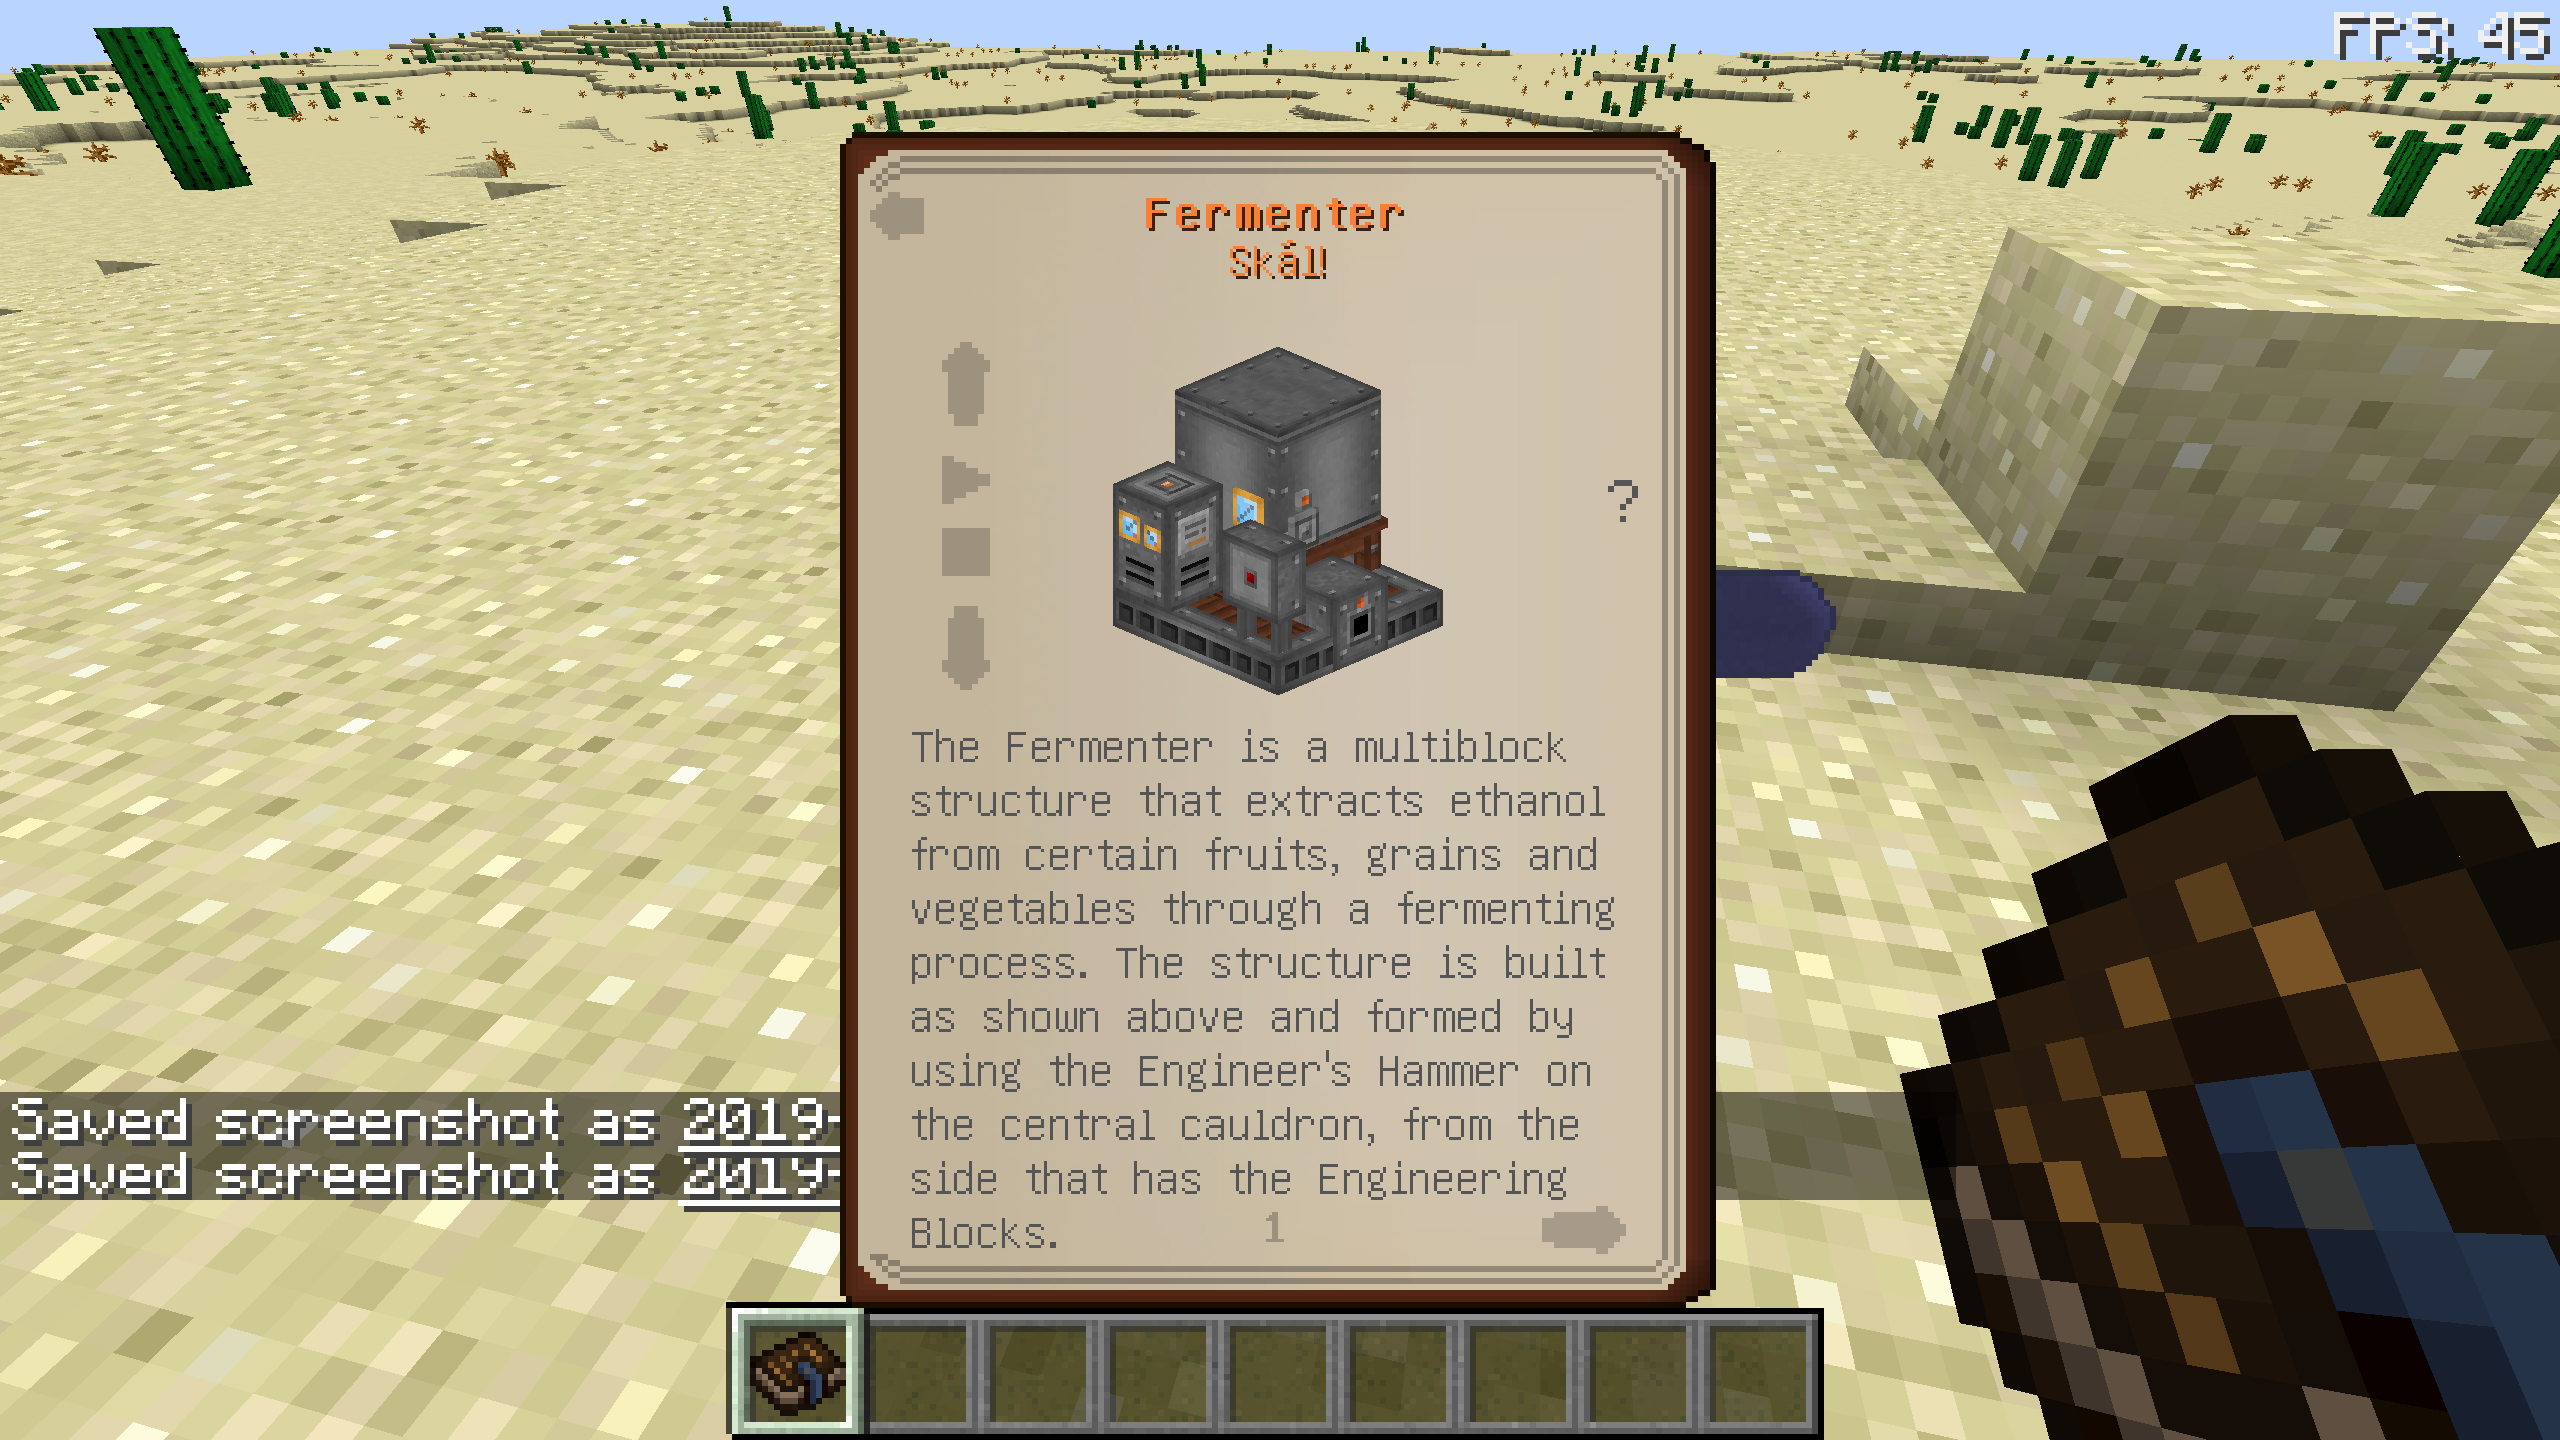 FPS: 45
Fermenter
Skál!
?
The Fermenter is a multiblock
structure that extracts ethanol
from certain fruits, grains and
vegetables through a fermenting
process. The structure is built
as shown above and formed by
using the Engineer's Hammer on
the central cauldron, from the
side that has the Engineering
Blocks.
1
Saved screenshot as 2019-
Saved screenshot as 2019-